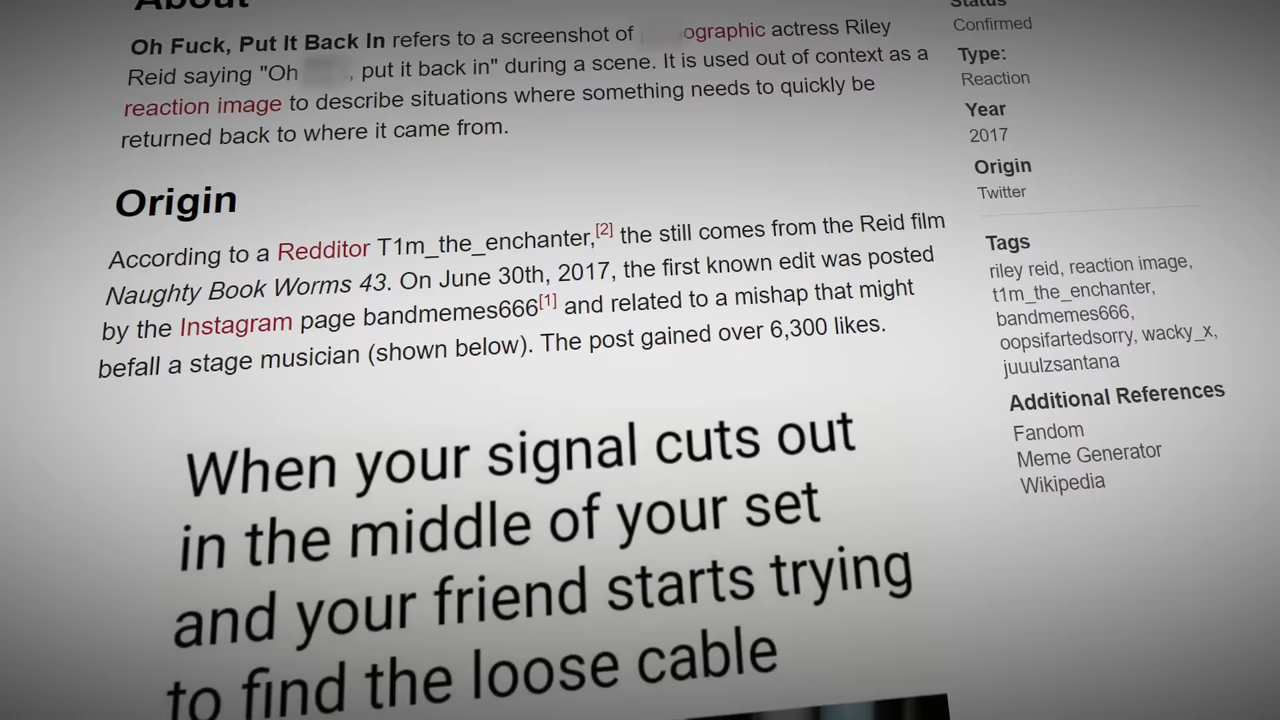 About
Oh Fuck, Put It Back In refers to a screenshot of ographic actress Riley
Reid saying "Oh , put it back in" during a scene. It is used out of context as a
reaction image to describe situations where something needs to quickly be
returned back to where it came from.
Origin
According to a Redditor T1m_the_enchanter,[2] the still comes from the Reid film
Naughty Book Worms 43. On June 30th, 2017, the first known edit was posted
by the Instagram page bandmemes666[1] and related to a mishap that might
befall a stage musician (shown below). The post gained over 6,300 likes.
When your signal cuts out
in the middle of your set
and your friend starts trying
to find the loose cable
Status
Confirmed
Type:
Reaction
Year
2017
Origin
Twitter
Tags
riley reid, reaction image,
t1m_the_enchanter,
bandmemes666,
oopsifartedsorry, wacky_x,
juuulzsantana
Additional References
Fandom
Meme Generator
Wikipedia